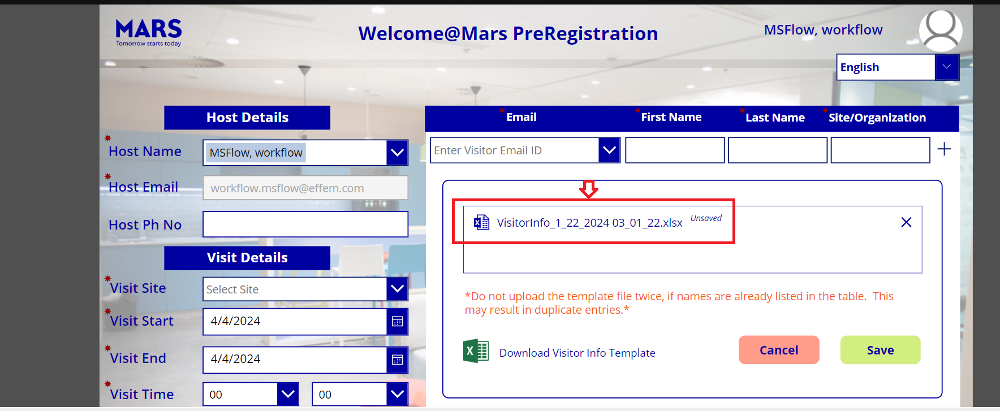 MARS
Tomorrow starts today
Welcome@Mars PreRegistration
MSFlow, workflow
English
Host Details
Host Name
MSFlow, workflow
Host Email
workflow.msflow@effem.com
Host Ph No
Visit Details
Visit Site
Select Site
Visit Start
4/4/2024
Visit End
4/4/2024
Visit Time
00
00
Email First Name Last Name Site/Organization
Enter Visitor Email ID
VisitorInfo_1_22_2024 03_01_22.xlsx Unsaved
*Do not upload the template file twice, if names are already listed in the table. This
may result in duplicate entries.*
Download Visitor Info Template
Cancel
Save